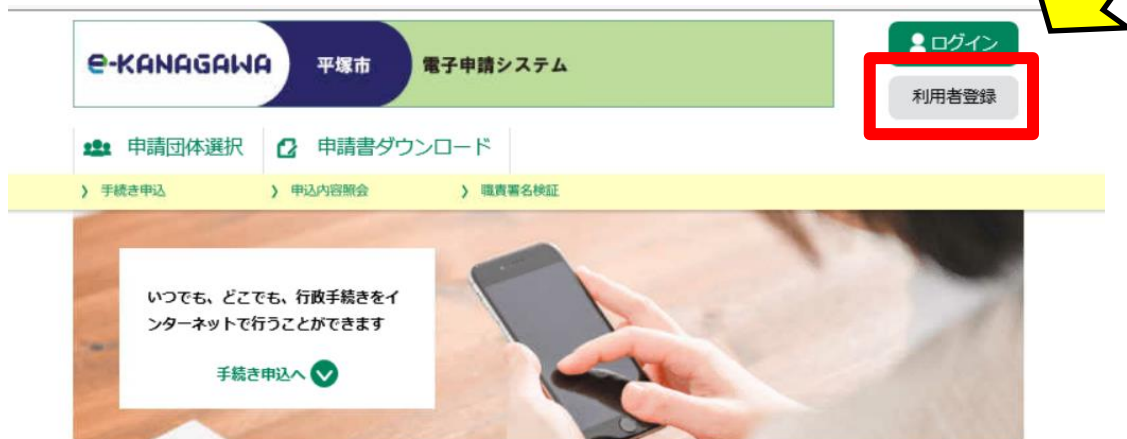 e-KANAGAWA 平塚市 電子申請システム
ログイン
利用者登録
申請団体選択 申請書ダウンロード
手続き申込 申込内容照会 職責署名検証
いつでも、どこでも、行政手続きをイ
ンターネットで行うことができます
手続き申込へ